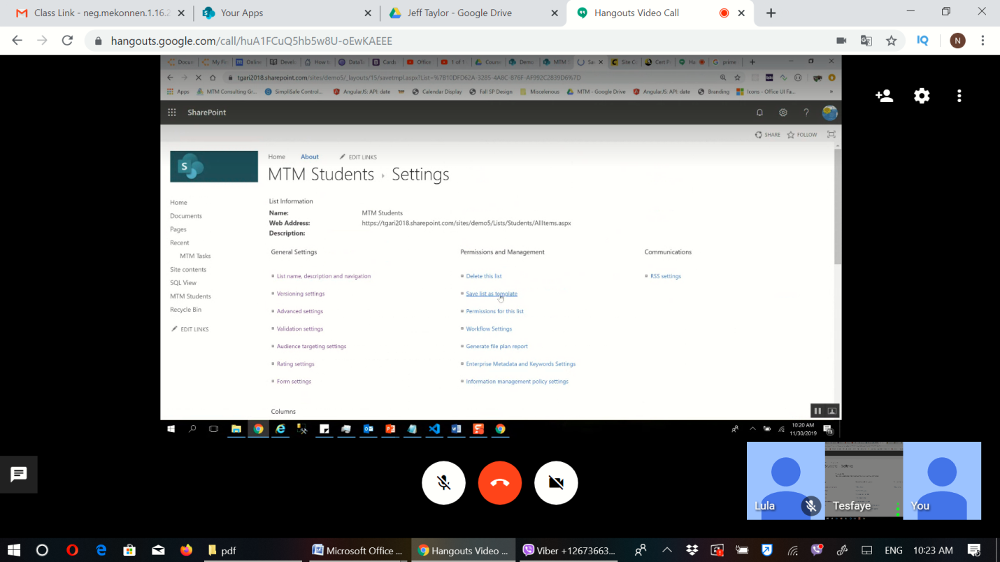 Class Link - neg.mekonnen.1.16.2
Your Apps
Jeff Taylor - Google Drive
Hangouts Video Call
hangouts.google.com/call/huA1FCuQ5hb5w8U-oEwKAEEE
IQ
N
Docun
My Fi
Online
Devel
How to
DataT
Cards
Office
1 of 1
Cours
Demo
MTM
Sa
Site C
Cert P
Ha
prime
tgari2018.sharepoint.com/sites/demo5/_layouts/15/savetmpl.aspx?List=%7B10DFD62A-3285-4A8C-876F-AF992C2839D6%7D
Apps
MTM Consulting Gr...
SimpliSafe Control...
AngularJS: API: date
Calendar Display
Fall SP Design
Miscelenous
MTM - Google Drive
AngularJS: API: date
Branding
Icons - Office UI Fa...
»
SharePoint
?
SHARE
FOLLOW
S
Home
About
EDIT LINKS
MTM Students › Settings
Home
Documents
Pages
Recent
MTM Tasks
Site contents
SQL View
MTM Students
Recycle Bin
EDIT LINKS
List Information
Name: MTM Students
Web Address: https://tgari2018.sharepoint.com/sites/demo5/Lists/Students/AllItems.aspx
Description:
General Settings
List name, description and navigation
Versioning settings
Advanced settings
Validation settings
Audience targeting settings
Rating settings
Form settings
Permissions and Management
Delete this list
Save list as template
Permissions for this list
Workflow Settings
Generate file plan report
Enterprise Metadata and Keywords Settings
Information management policy settings
Communications
RSS settings
Columns
10:20 AM
11/30/2019
Lula
Tesfaye
You
pdf
Microsoft Office ...
Hangouts Video ...
Viber +12673663...
ENG
10:23 AM